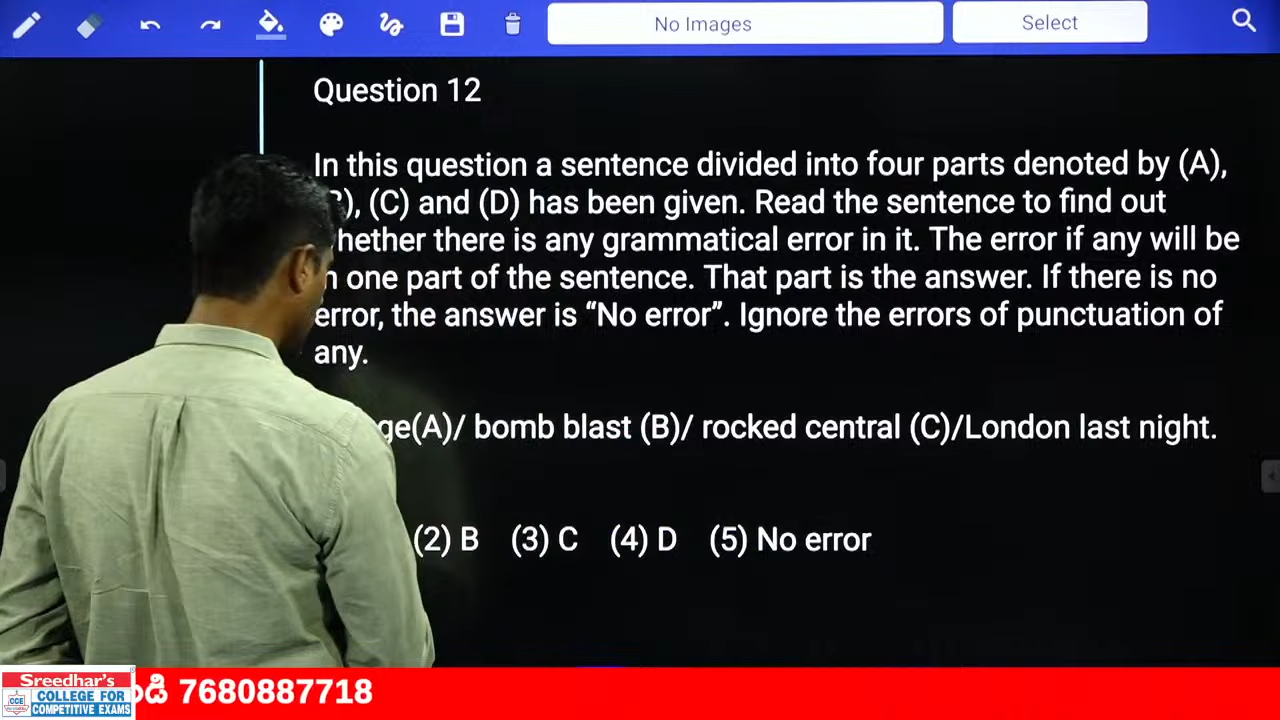 No Images
Select
Question 12
In this question a sentence divided into four parts denoted by (A),
(C) and (D) has been given. Read the sentence to find out
there is any grammatical error in it. The error if any will be
one part of the sentence. That part is the answer. If there is no
error, the answer is “No error”. Ignore the errors of punctuation of
any.
(A)/ bomb blast (B)/ rocked central (C)/London last night.
(2) B (3) C (4) D (5) No error
7680887718
Sreedhar's
CCE
COLLEGE FOR
COMPETITIVE EXAMS